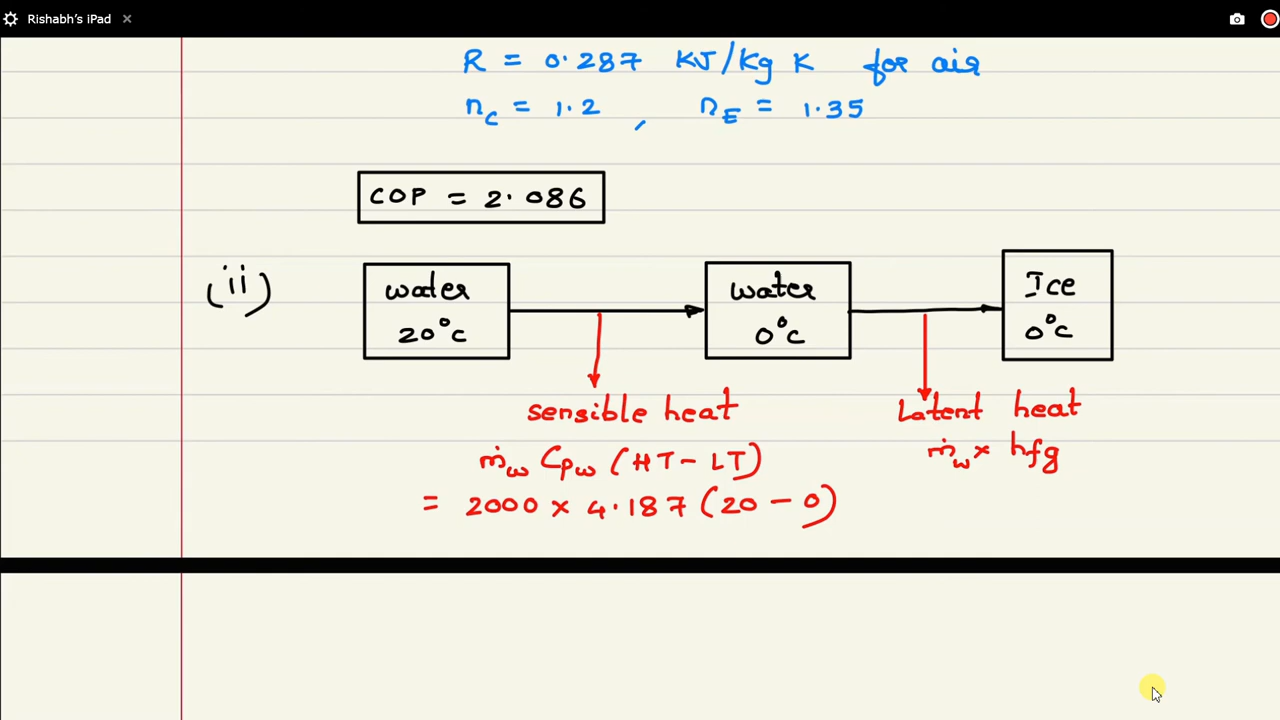 Rishabh's iPad
R = 0.287 KJ/Kg K for air
nC = 1.2 , nE = 1.35
COP = 2.086
(ii)
water
20°C
water
0°C
Ice
0°C
sensible heat
ṁw Cpw (HT - LT)
= 2000 × 4.187 (20 - 0)
Latent heat
ṁw × hfg